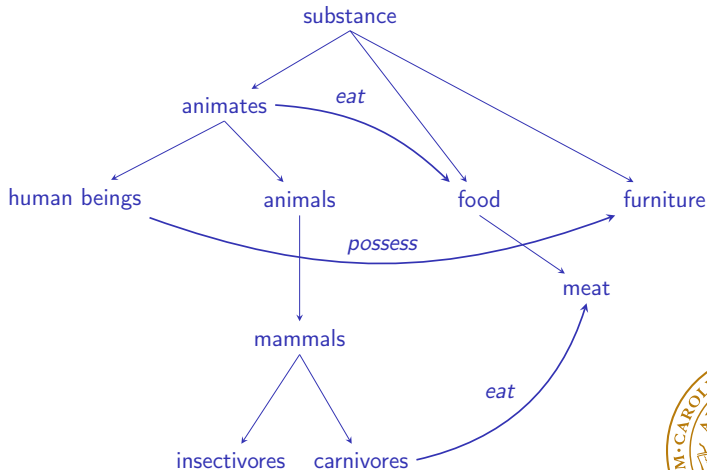 substance
animates
eat
human beings
animals
food
furniture
possess
meat
mammals
eat
insectivores
carnivores